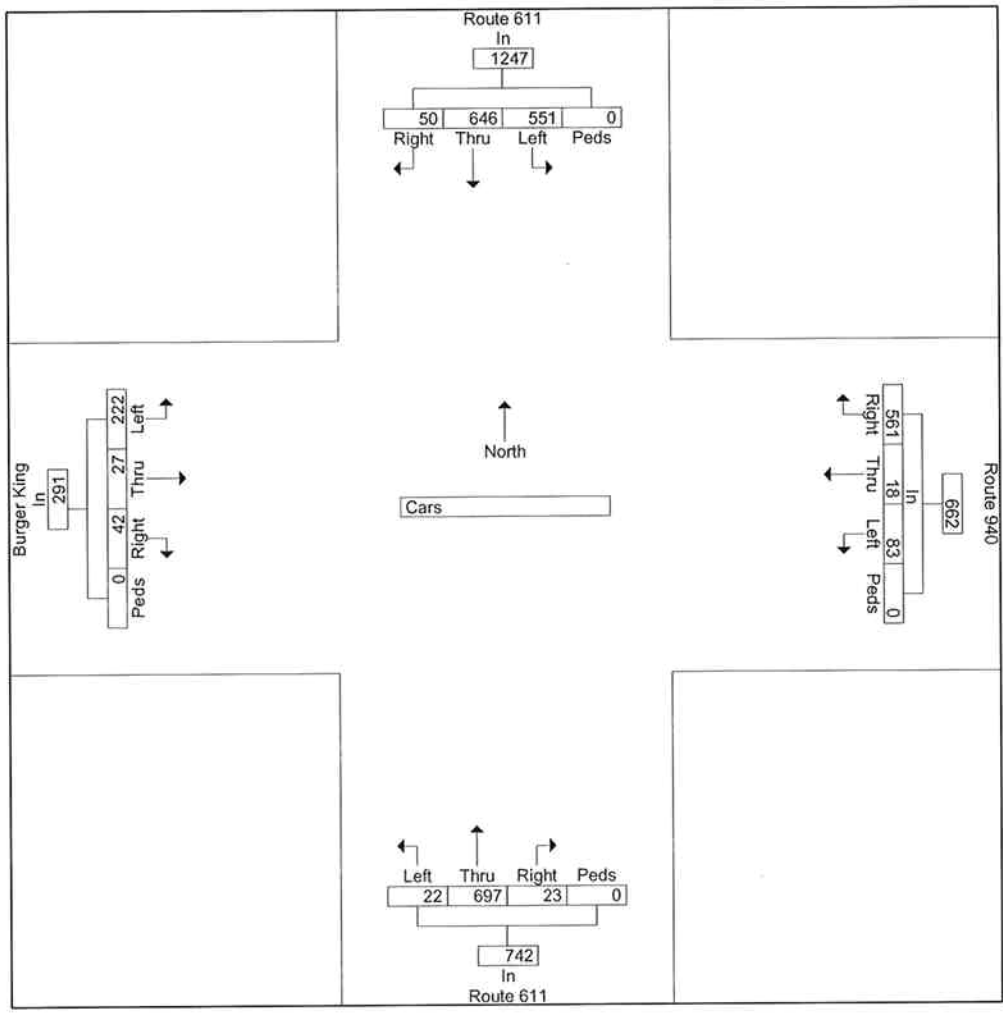 Route 611
In
1247
50 646 551 0
Right Thru Left Peds
Burger King
In
291
222 27 42 0
Left Thru Right Peds
North
Cars
Route 940
In
662
561 18 83 0
Right Thru Left Peds
Left Thru Right Peds
22 697 23 0
742
In
Route 611